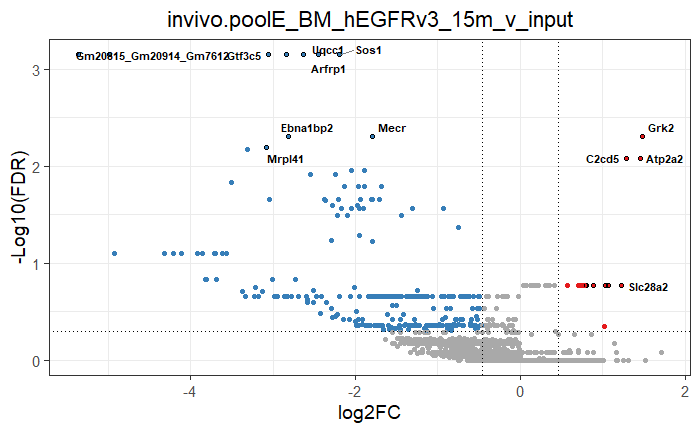 invivo.poolE_BM_hEGFRv3_15m_v_input
Gm20815_Gm20914_Gm7612 Gtf3c5 Uqcc1 Sos1
Arfrp1
Ebna1bp2 Mecr Grk2
Mrpl41 C2cd5 Atp2a2
Slc28a2
-Log10(FDR)
3
2
1
0
-4 -2 0 2
log2FC